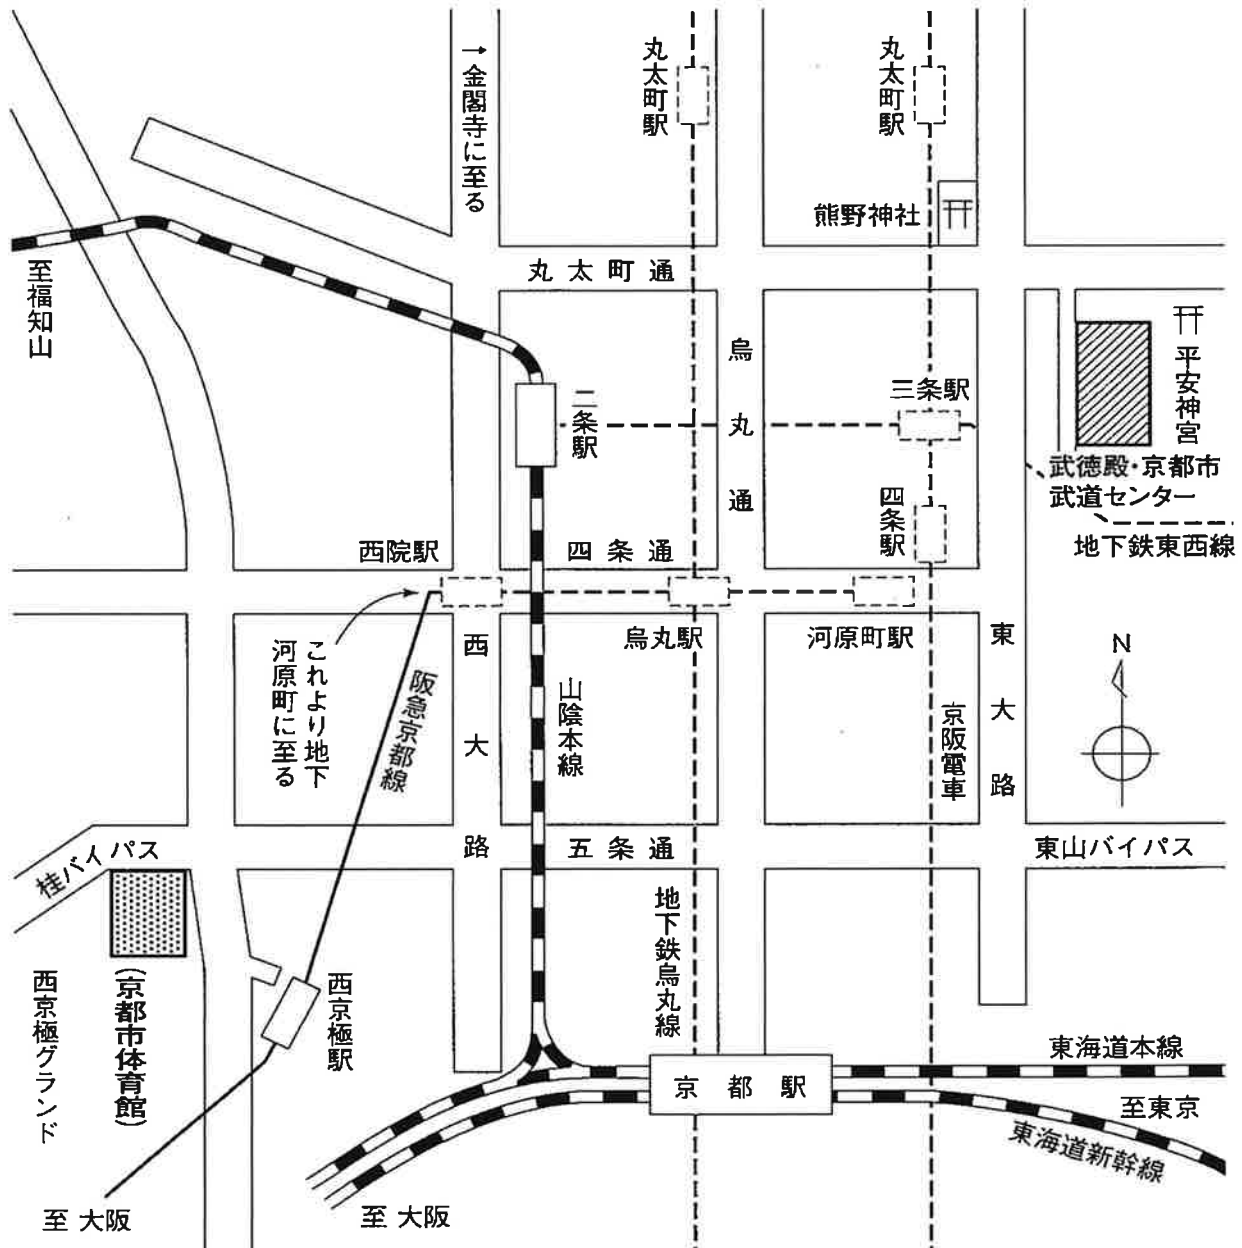 →金閣寺に至る
丸太町駅
丸太町駅
熊野神社
至福知山
丸太町通
烏丸通
平安神宮
二条駅
三条駅
武徳殿・京都市
武道センター
地下鉄東西線
四条駅
西院駅
四条通
烏丸駅
河原町駅
これより地下
河原町に至る
阪急京都線
西大路
山陰本線
京阪電車
東大路
N
桂バイパス
五条通
東山バイパス
地下鉄烏丸線
西京極グランド
(京都市体育館)
西京極駅
京都駅
東海道本線
至東京
東海道新幹線
至 大阪
至 大阪